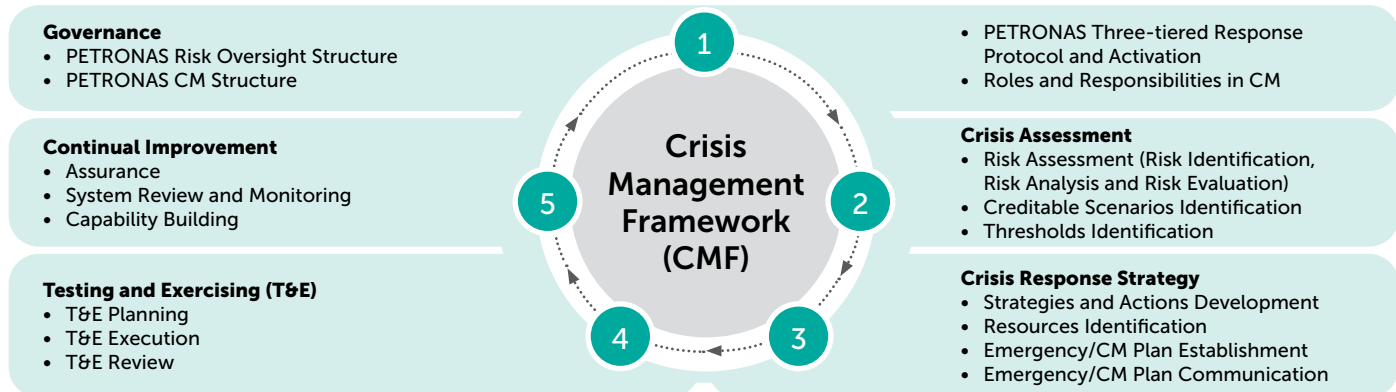 Governance
• PETRONAS Risk Oversight Structure
• PETRONAS CM Structure
• PETRONAS Three-tiered Response
Protocol and Activation
• Roles and Responsibilities in CM
1
Crisis
Management
Framework
(CMF)
Crisis Assessment
• Risk Assessment (Risk Identification,
Risk Analysis and Risk Evaluation)
• Creditable Scenarios Identification
• Thresholds Identification
2
Crisis Response Strategy
• Strategies and Actions Development
• Resources Identification
• Emergency/CM Plan Establishment
• Emergency/CM Plan Communication
3
Testing and Exercising (T&E)
• T&E Planning
• T&E Execution
• T&E Review
4
Continual Improvement
• Assurance
• System Review and Monitoring
• Capability Building
5